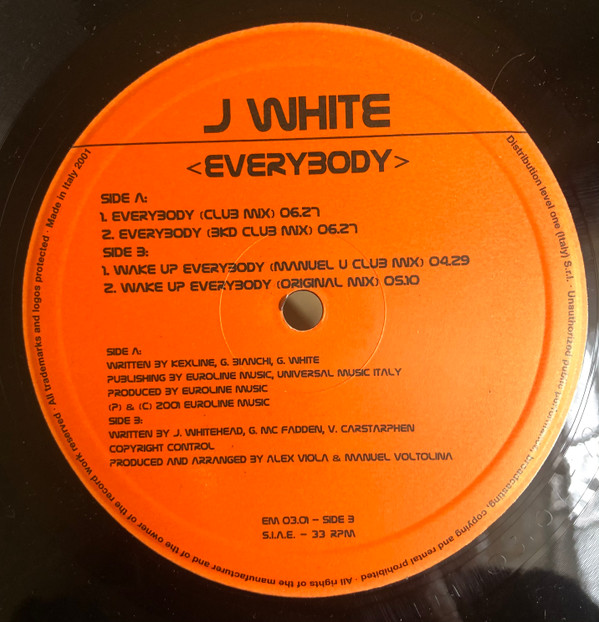 J WHITE
<EVERYBODY>
SIDE A:
1. EVERYBODY (CLUB MIX) 06.27
2. EVERYBODY (BKD CLUB MIX) 06.27
SIDE B:
1. WAKE UP EVERYBODY (MANUEL U CLUB MIX) 04.29
2. WAKE UP EVERYBODY (ORIGINAL MIX) 05.10
SIDE A:
WRITTEN BY KEXLINE, G. BIANCHI, G. WHITE
PUBLISHING BY EUROLINE MUSIC, UNIVERSAL MUSIC ITALY
PRODUCED BY EUROLINE MUSIC
(P) & (C) 2001 EUROLINE MUSIC
SIDE B:
WRITTEN BY J. WHITEHEAD, G. MC FADDEN, V. CARSTARPHEN
COPYRIGHT CONTROL
PRODUCED AND ARRANGED BY ALEX VIOLA & MANUEL VOLTOLINA
EM 03.01 - SIDE B
S.I.A.E. - 33 RPM
Distribution level one (Italy) S.r.l. · Unauthorized public performance, broadcasting, copying and rental prohibited · All rights of the manufacturer and of the owner of the record work reserved · All trademarks and logos protected · Made in Italy 2001